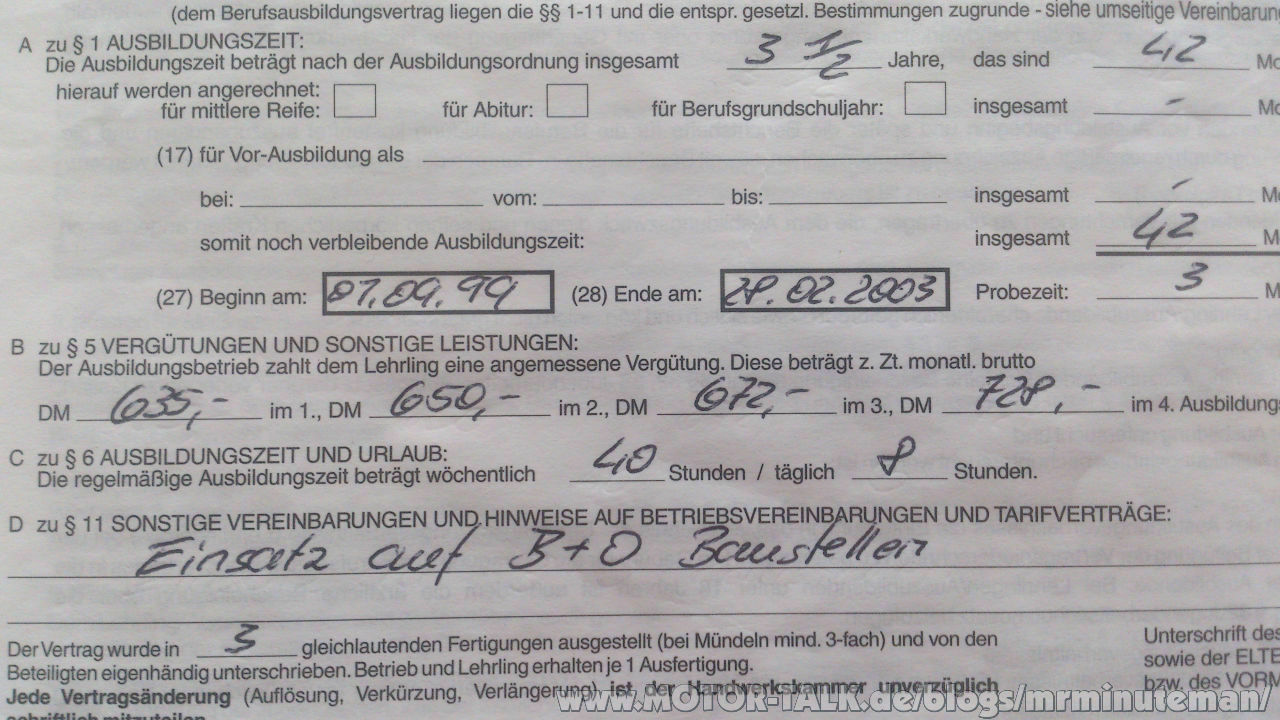 (dem Berufsausbildungsvertrag liegen die §§ 1-11 und die entspr. gesetzl. Bestimmungen zugrunde - siehe umseitige Vereinbarun
A zu § 1 AUSBILDUNGSZEIT:
Die Ausbildungszeit beträgt nach der Ausbildungsordnung insgesamt 3 1/2 Jahre, das sind 42 Mo
hierauf werden angerechnet:
für mittlere Reife: für Abitur: für Berufsgrundschuljahr: insgesamt - Mo
(17) für Vor-Ausbildung als
bei: vom: bis: insgesamt - Mo
somit noch verbleibende Ausbildungszeit: insgesamt 42 M
(27) Beginn am: 01.09.99 (28) Ende am: 28.02.2003 Probezeit: 3 M
B zu § 5 VERGÜTUNGEN UND SONSTIGE LEISTUNGEN:
Der Ausbildungsbetrieb zahlt dem Lehrling eine angemessene Vergütung. Diese beträgt z. Zt. monatl. brutto
DM 635,- im 1., DM 650,- im 2., DM 672,- im 3., DM 728,- im 4. Ausbildungs
C zu § 6 AUSBILDUNGSZEIT UND URLAUB:
Die regelmäßige Ausbildungszeit beträgt wöchentlich 40 Stunden / täglich 8 Stunden.
D zu § 11 SONSTIGE VEREINBARUNGEN UND HINWEISE AUF BETRIEBSVEREINBARUNGEN UND TARIFVERTRÄGE:
Einsatz auf B+O Baustellen
Der Vertrag wurde in 3 gleichlautenden Fertigungen ausgestellt (bei Mündeln mind. 3-fach) und von den
Beteiligten eigenhändig unterschrieben. Betrieb und Lehrling erhalten je 1 Ausfertigung.
Jede Vertragsänderung (Auflösung, Verkürzung, Verlängerung) ist der Handwerkskammer unverzüglich
schriftlich mitzuteilen.
Unterschrift des
sowie der ELTE
bzw. des VORM
www.MOTOR-TALK.de/blogs/mrminuteman/